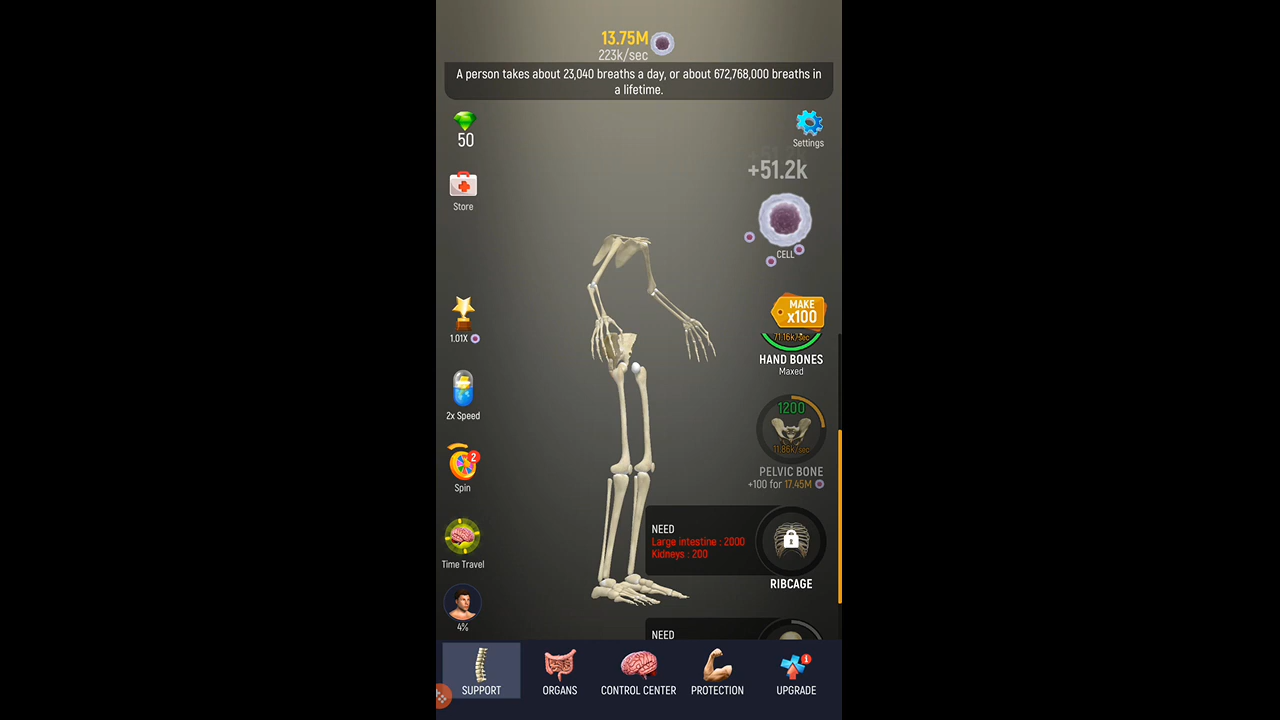 13.75M
223k/sec
A person takes about 23,040 breaths a day, or about 672,768,000 breaths in
a lifetime.
50
Settings
+51.2k
Store
CELL
MAKE
x100
1.01X
71.16k/sec
HAND BONES
Maxed
2x Speed
1200
11.86k/sec
PELVIC BONE
+100 for 17.45M
2
Spin
NEED
Large intestine : 2000
Kidneys : 200
RIBCAGE
Time Travel
4%
NEED
SUPPORT
ORGANS
CONTROL CENTER
PROTECTION
UPGRADE